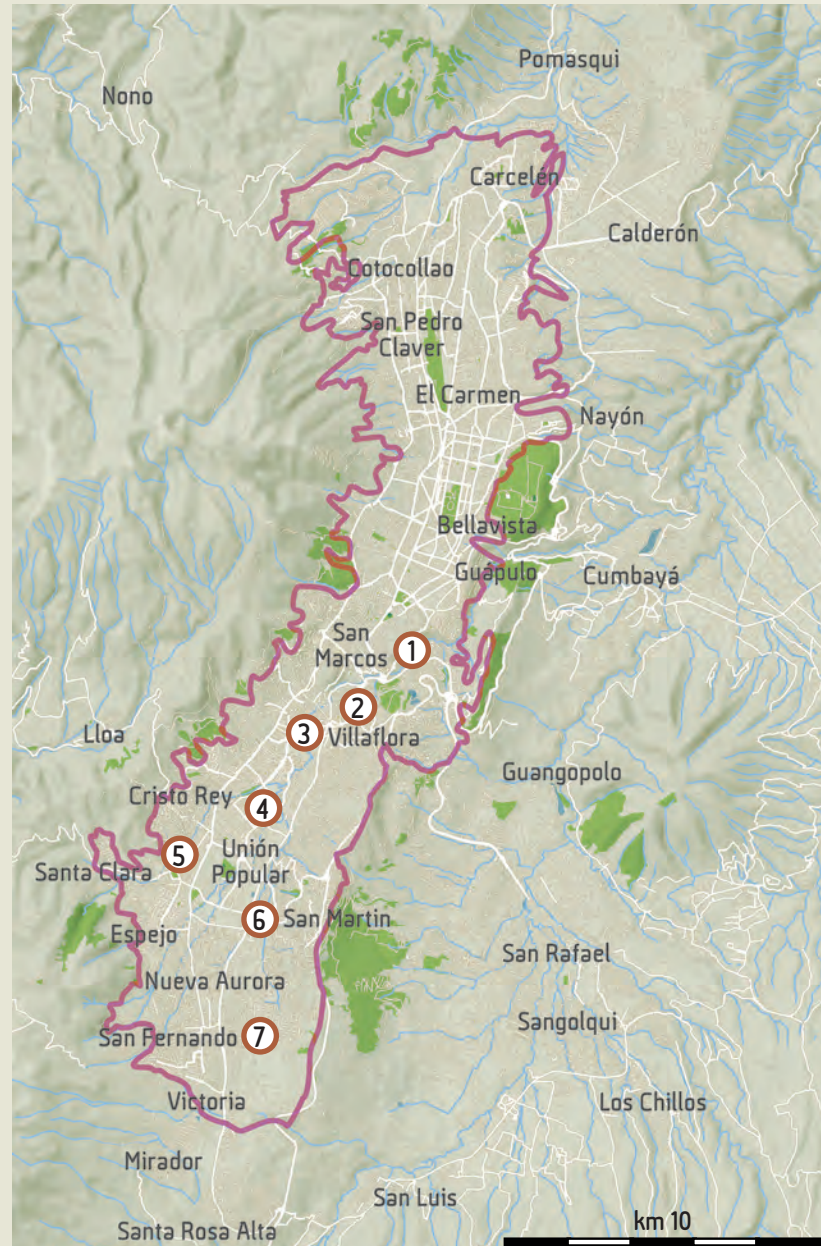 Pomasqui
Nono
Carcelén
Calderón
Cotocollao
San Pedro
Claver
El Carmen
Nayón
Bellavista
Guápulo
Cumbayá
San
Marcos
1
2
3
Villaflora
Lloa
Guangopolo
Cristo Rey
4
5
Unión
Popular
Santa Clara
6
San Martin
Espejo
San Rafael
Nueva Aurora
Sangolqui
San Fernando
7
Victoria
Los Chillos
Mirador
San Luis
Santa Rosa Alta
km 10